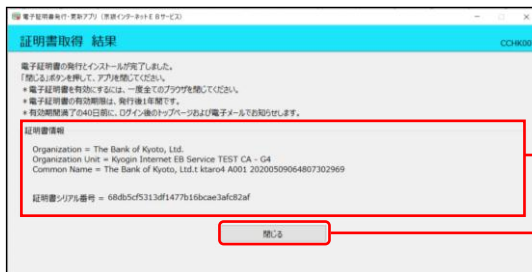 電子証明書発行・更新アプリ（京銀インターネットＥＢサービス）
証明書取得 結果
CCHK00
電子証明書の発行とインストールが完了しました。
「閉じる」ボタンを押して、アプリを閉じてください。
＊電子証明書を有効にするには、一度全てのブラウザを閉じてください。
＊電子証明書の有効期限は、発行後1年間です。
＊有効期間満了の40日前に、ログイン後のトップページおよび電子メールでお知らせします。
証明書情報
Organization = The Bank of Kyoto, Ltd.
Organization Unit = Kyogin Internet EB Service TEST CA - G4
Common Name = The Bank of Kyoto, Ltd.t ktaro4 A001 20200509064807302969
証明書シリアル番号 = 68db5cf5313df1477b16bcae3afc82af
閉じる